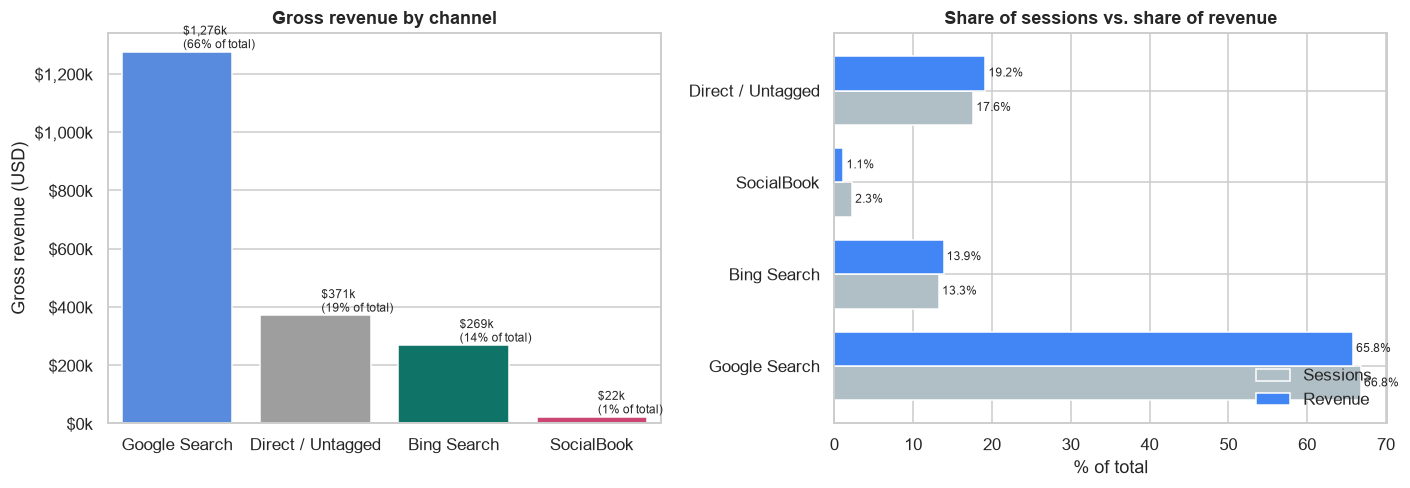 Gross revenue by channel
Gross revenue (USD)
$1,200k
$1,000k
$800k
$600k
$400k
$200k
$0k
$1,276k
(66% of total)
$371k
(19% of total)
$269k
(14% of total)
$22k
(1% of total)
Google Search
Direct / Untagged
Bing Search
SocialBook
Share of sessions vs. share of revenue
Direct / Untagged
19.2%
17.6%
SocialBook
1.1%
2.3%
Bing Search
13.9%
13.3%
Google Search
65.8%
66.8%
Sessions
Revenue
0 10 20 30 40 50 60 70
% of total